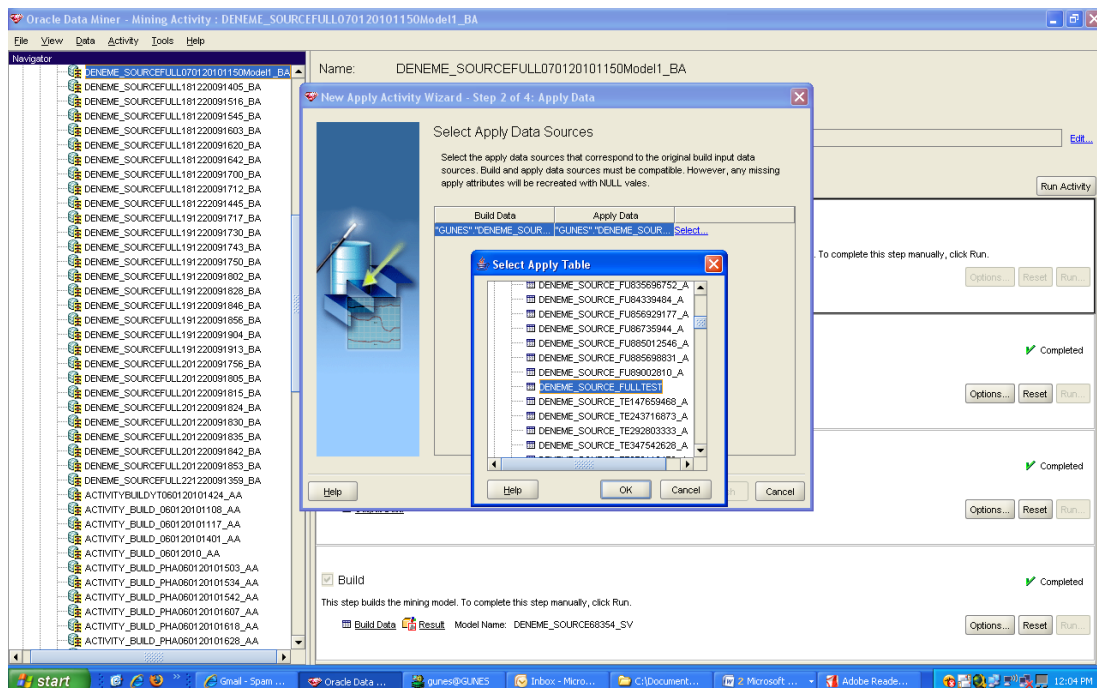 Oracle Data Miner - Mining Activity : DENEME_SOURCEFULL070120101150Model1_BA
File View Data Activity Tools Help
Navigator
DENEME_SOURCEFULL070120101150Model1_BA
DENEME_SOURCEFULL181220091405_BA
DENEME_SOURCEFULL181220091516_BA
DENEME_SOURCEFULL181220091545_BA
DENEME_SOURCEFULL181220091603_BA
DENEME_SOURCEFULL181220091620_BA
DENEME_SOURCEFULL181220091642_BA
DENEME_SOURCEFULL181220091700_BA
DENEME_SOURCEFULL181220091712_BA
DENEME_SOURCEFULL181222091445_BA
DENEME_SOURCEFULL191220091717_BA
DENEME_SOURCEFULL191220091730_BA
DENEME_SOURCEFULL191220091743_BA
DENEME_SOURCEFULL191220091750_BA
DENEME_SOURCEFULL191220091802_BA
DENEME_SOURCEFULL191220091828_BA
DENEME_SOURCEFULL191220091846_BA
DENEME_SOURCEFULL191220091856_BA
DENEME_SOURCEFULL191220091904_BA
DENEME_SOURCEFULL191220091913_BA
DENEME_SOURCEFULL201220091756_BA
DENEME_SOURCEFULL201220091805_BA
DENEME_SOURCEFULL201220091815_BA
DENEME_SOURCEFULL201220091824_BA
DENEME_SOURCEFULL201220091830_BA
DENEME_SOURCEFULL201220091835_BA
DENEME_SOURCEFULL201220091842_BA
DENEME_SOURCEFULL201220091853_BA
DENEME_SOURCEFULL221220091359_BA
ACTIVITYBUILDYT060120101424_AA
ACTIVITY_BUILD_060120101108_AA
ACTIVITY_BUILD_060120101117_AA
ACTIVITY_BUILD_060120101401_AA
ACTIVITY_BUILD_06012010_AA
ACTIVITY_BUILD_PHA060120101503_AA
ACTIVITY_BUILD_PHA060120101534_AA
ACTIVITY_BUILD_PHA060120101542_AA
ACTIVITY_BUILD_PHA060120101607_AA
ACTIVITY_BUILD_PHA060120101618_AA
ACTIVITY_BUILD_PHA060120101628_AA
Name: DENEME_SOURCEFULL070120101150Model1_BA
Edit...
Run Activity
New Apply Activity Wizard - Step 2 of 4: Apply Data
Select Apply Data Sources
Select the apply data sources that correspond to the original build input data
sources. Build and apply data sources must be compatible. However, any missing
apply attributes will be recreated with NULL vales.
Build Data Apply Data
"GUNES"."DENEME_SOUR... "GUNES"."DENEME_SOUR... Select...
Select Apply Table
DENEME_SOURCE_FU835696752_A
DENEME_SOURCE_FU84339484_A
DENEME_SOURCE_FU856929177_A
DENEME_SOURCE_FU86735944_A
DENEME_SOURCE_FU885012546_A
DENEME_SOURCE_FU885698831_A
DENEME_SOURCE_FU89002810_A
DENEME_SOURCE_FULLTEST
DENEME_SOURCE_TE147659468_A
DENEME_SOURCE_TE243716873_A
DENEME_SOURCE_TE292803333_A
DENEME_SOURCE_TE347542628_A
Help OK Cancel
Help Cancel
. To complete this step manually, click Run.
Options... Reset Run...
Completed
Options... Reset Run...
Completed
Options... Reset Run...
Build
Completed
This step builds the mining model. To complete this step manually, click Run.
Build Data Result Model Name: DENEME_SOURCE68354_SV
Options... Reset Run...
start Gmail - Spam ... Oracle Data ... gunes@GUNES Inbox - Micro... C:\Document... 2 Microsoft ... Adobe Reade... 12:04 PM